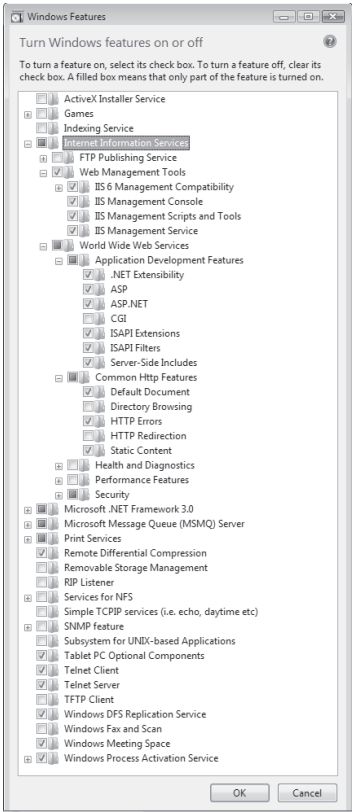 Windows Features
Turn Windows features on or off
To turn a feature on, select its check box. To turn a feature off, clear its
check box. A filled box means that only part of the feature is turned on.
ActiveX Installer Service
Games
Indexing Service
Internet Information Services
FTP Publishing Service
Web Management Tools
IIS 6 Management Compatibility
IIS Management Console
IIS Management Scripts and Tools
IIS Management Service
World Wide Web Services
Application Development Features
.NET Extensibility
ASP
ASP.NET
CGI
ISAPI Extensions
ISAPI Filters
Server-Side Includes
Common Http Features
Default Document
Directory Browsing
HTTP Errors
HTTP Redirection
Static Content
Health and Diagnostics
Performance Features
Security
Microsoft .NET Framework 3.0
Microsoft Message Queue (MSMQ) Server
Print Services
Remote Differential Compression
Removable Storage Management
RIP Listener
Services for NFS
Simple TCPIP services (i.e. echo, daytime etc)
SNMP feature
Subsystem for UNIX-based Applications
Tablet PC Optional Components
Telnet Client
Telnet Server
TFTP Client
Windows DFS Replication Service
Windows Fax and Scan
Windows Meeting Space
Windows Process Activation Service
OK Cancel